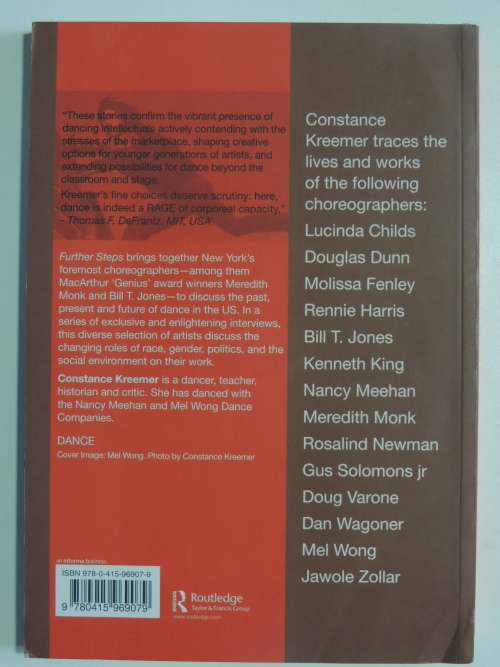 "These stories confirm the vibrant presence of
dancing intellectuals actively contending with the
stresses of the marketplace, shaping creative
options for younger generations of artists, and
extending possibilities for dance beyond the
classroom and stage.
Kreemer's fine choices deserve scrutiny: here,
dance is indeed a RAGE of corporeal capacity,"
– Thomas F. DeFrantz, MIT, USA
Further Steps brings together New York's
foremost choreographers—among them
MacArthur 'Genius' award winners Meredith
Monk and Bill T. Jones—to discuss the past,
present and future of dance in the US. In a
series of exclusive and enlightening interviews,
this diverse selection of artists discuss the
changing roles of race, gender, politics, and the
social environment on their work.
Constance Kreemer is a dancer, teacher,
historian and critic. She has danced with
the Nancy Meehan and Mel Wong Dance
Companies.
DANCE
Cover Image: Mel Wong. Photo by Constance Kreemer
an informa business
ISBN 978-0-415-96907-9
9 780415 969079
R Routledge
Taylor & Francis Group
www.routledge.com
Constance
Kreemer traces the
lives and works
of the following
choreographers:
Lucinda Childs
Douglas Dunn
Molissa Fenley
Rennie Harris
Bill T. Jones
Kenneth King
Nancy Meehan
Meredith Monk
Rosalind Newman
Gus Solomons jr
Doug Varone
Dan Wagoner
Mel Wong
Jawole Zollar